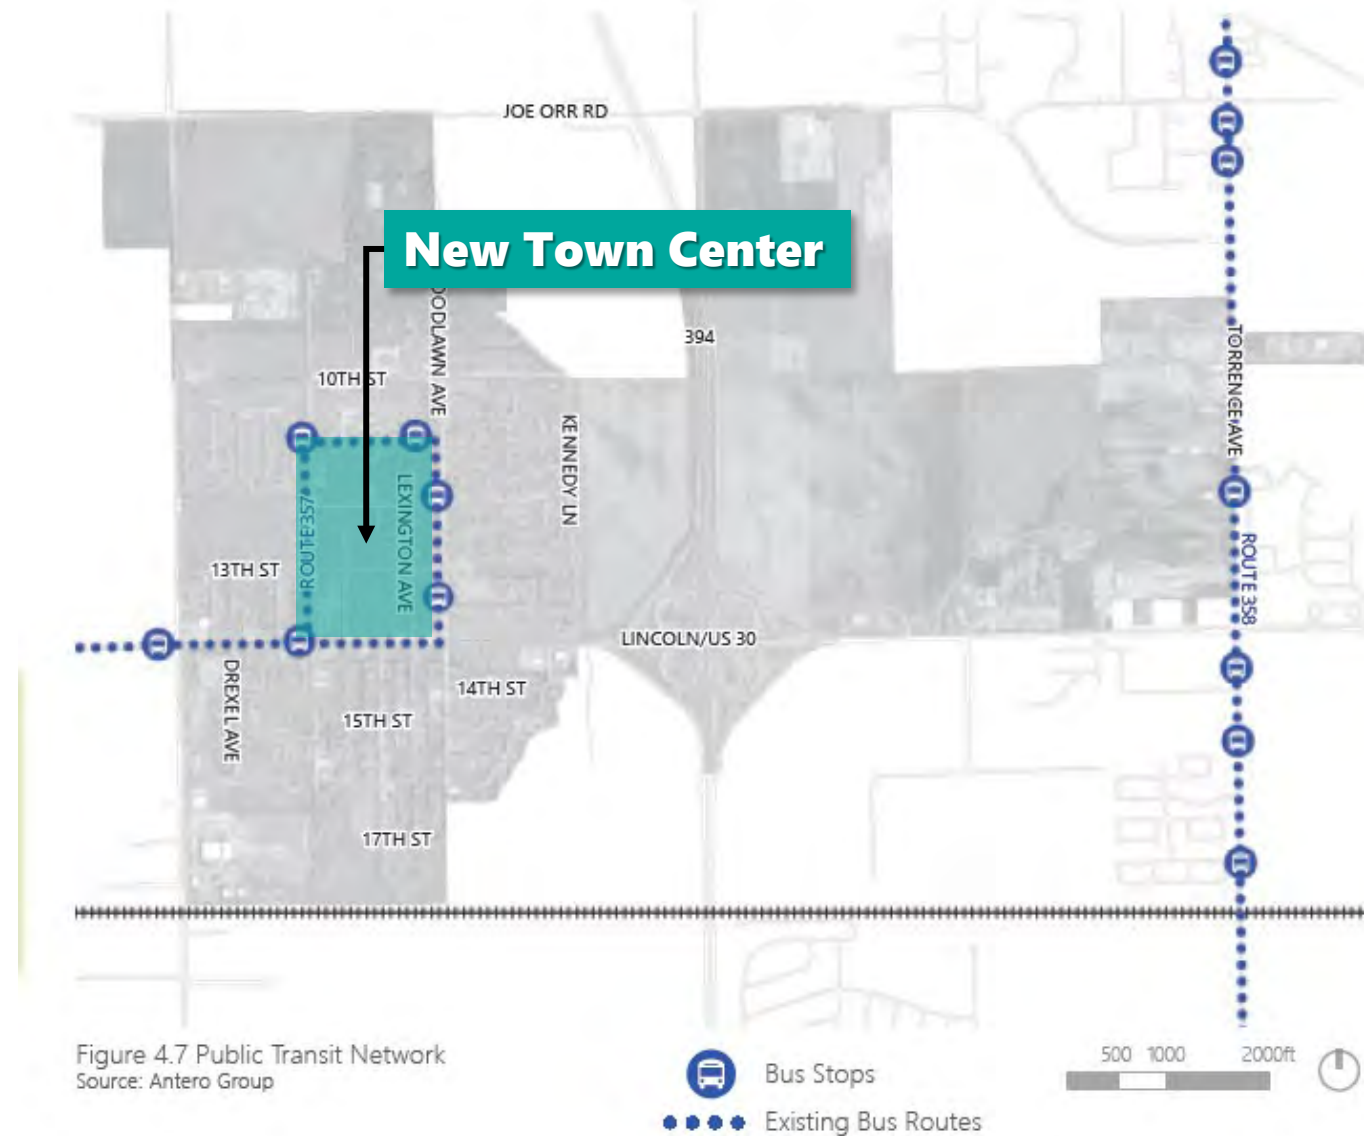 JOE ORR RD
New Town Center
OODLAWN AVE
394
TORRENCE AVE
10TH ST
KENNEDY LN
LEXINGTON AVE
ROUTE 357
13TH ST
ROUTE 358
LINCOLN/US 30
DREXEL AVE
14TH ST
15TH ST
17TH ST
Figure 4.7 Public Transit Network
Source: Antero Group
Bus Stops
Existing Bus Routes
500 1000 2000ft